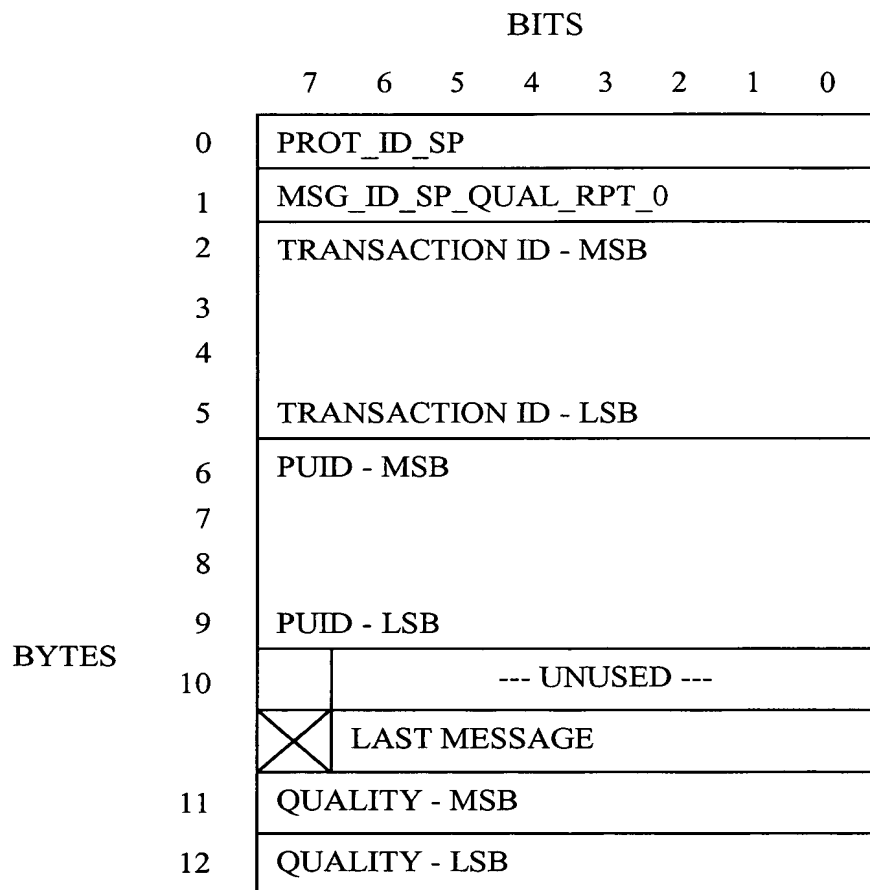 BITS
7 6 5 4 3 2 1 0
0 PROT_ID_SP
1 MSG_ID_SP_QUAL_RPT_0
2 TRANSACTION ID - MSB
3
4
5 TRANSACTION ID - LSB
6 PUID - MSB
7
8
9 PUID - LSB
BYTES
10 --- UNUSED ---
LAST MESSAGE
11 QUALITY - MSB
12 QUALITY - LSB